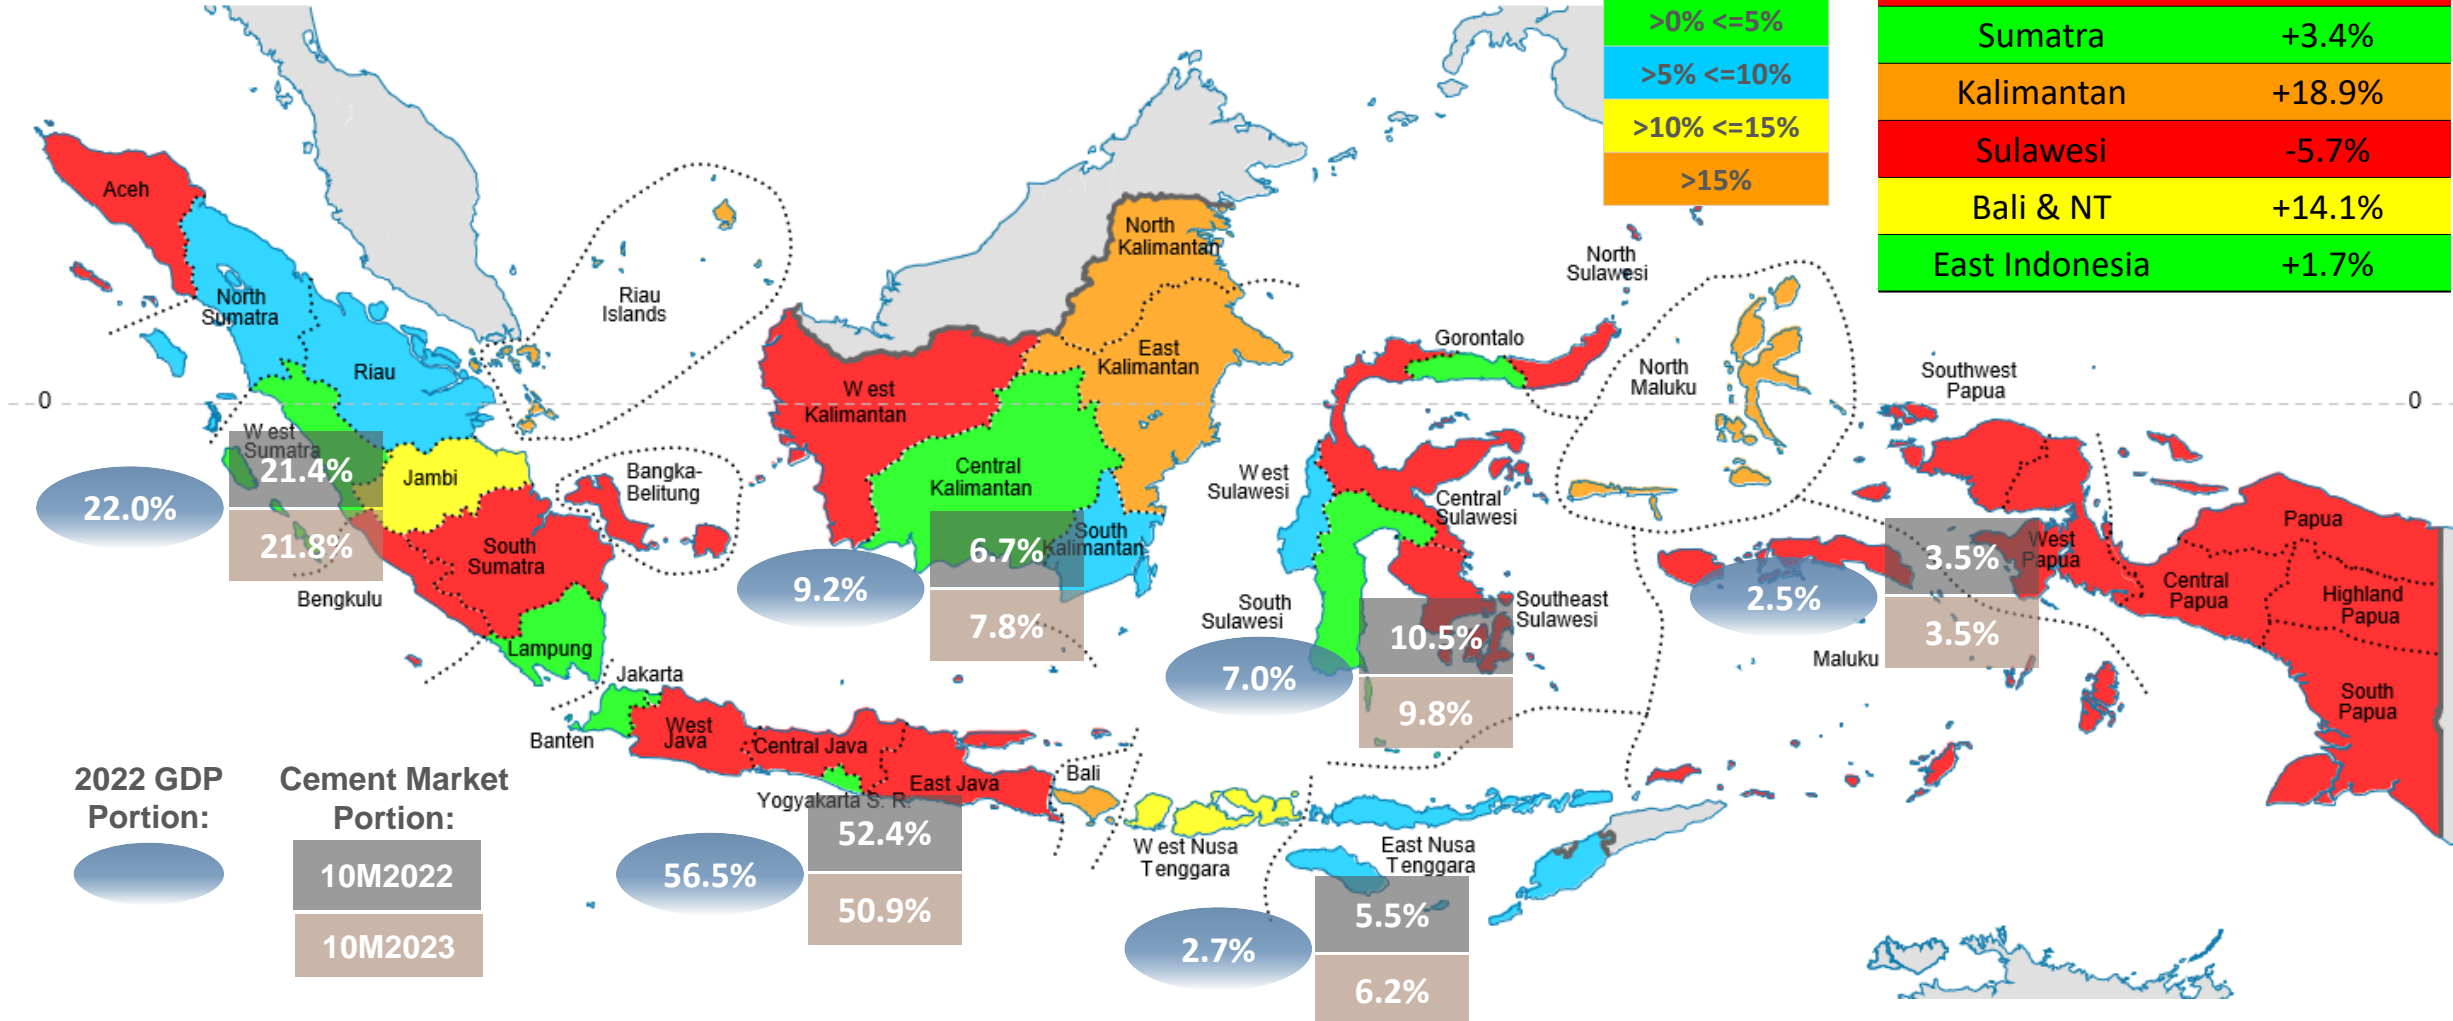 >0% <=5%
>5% <=10%
>10% <=15%
>15%
Sumatra +3.4%
Kalimantan +18.9%
Sulawesi -5.7%
Bali & NT +14.1%
East Indonesia +1.7%
Aceh
North
Sumatra
Riau
Riau
Islands
West
Sumatra
Jambi
Bangka-
Belitung
South
Sumatra
Bengkulu
Lampung
22.0%
21.4%
21.8%
0
North
Kalimantan
East
Kalimantan
West
Kalimantan
Central
Kalimantan
South
Kalimantan
9.2%
6.7%
7.8%
North
Sulawesi
Gorontalo
West
Sulawesi
Central
Sulawesi
South
Sulawesi
Southeast
Sulawesi
7.0%
10.5%
9.8%
North
Maluku
Southwest
Papua
0
West
Papua
Papua
Central
Papua
Highland
Papua
South
Papua
Maluku
2.5%
3.5%
3.5%
Jakarta
Banten
West
Java
Central Java
Yogyakarta S. R.
East Java
56.5%
52.4%
50.9%
Bali
West Nusa
Tenggara
East Nusa
Tenggara
2.7%
5.5%
6.2%
2022 GDP
Portion:
Cement Market
Portion:
10M2022
10M2023